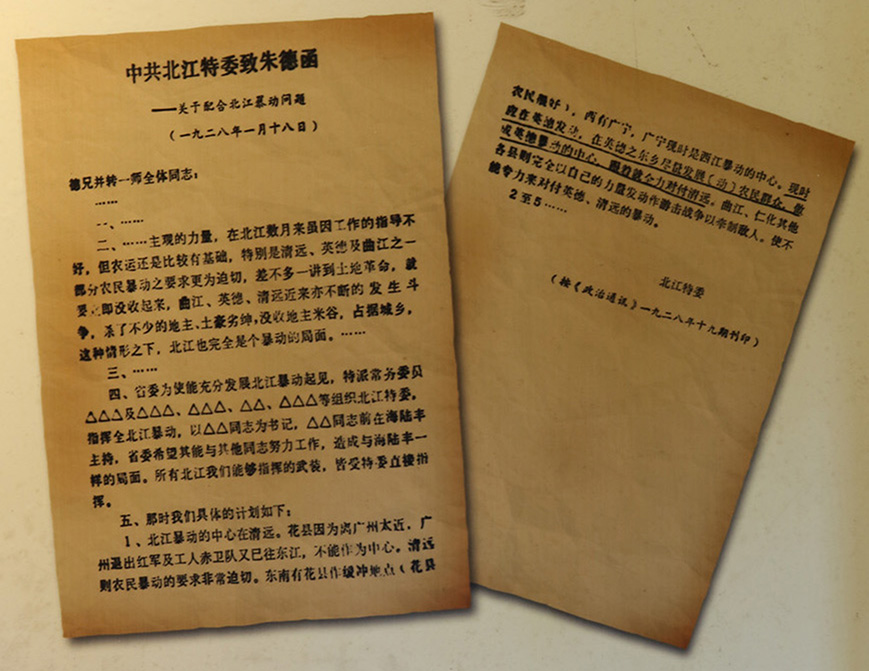 中共北江特委致朱德函
——关于配合北江暴动问题
（一九二八年一月十八日）
德兄并转一师全体同志：
……
一、……
二、……主观的力量，在北江数月来虽因工作的指导不
好，但农运还是比较有基础，特别是清远、英德及曲江之一
部分农民暴动之要求更为迫切，差不多一讲到土地革命，就
要立即没收起来，曲江、英德、清远近来亦不断的发生斗
争，杀了不少的地主、土豪劣绅，没收地主米谷，占据城乡，
这种情形之下，北江也完全是个暴动的局面。……
三、……
四、省委为使能充分发展北江暴动起见，特派常务委员
△△△及△△△、△△△、△△、△△△等组织北江特委，
指挥全北江暴动，以△△同志为书记，△△同志前在海陆丰
主持，省委希望其能与其他同志努力工作，造成与海陆丰一
样的局面。所有北江我们能够指挥的武装，皆受特委直接指
挥。
五、那时我们具体的计划如下：
1、北江暴动的中心在清远。花县因为离广州太近，广
州退出红军及工人赤卫队又已往东江，不能作为中心。清远
则农民暴动的要求非常迫切。东南有花县作缓冲地点（花县
农民很好），西有广宁，广宁现时是西江暴动的中心。现时
应在英德发动，在英德之东乡尽量发展（动）农民群众，造
成英德暴动的中心，跟着就全力对付清远。曲江、仁化其他
各县则完全以自己的力量发动作游击战争以牵制敌人。使不
能专力来对付英德、清远的暴动。
2至5……
北江特委
（按《政治通讯》一九二八年十九期刊印）